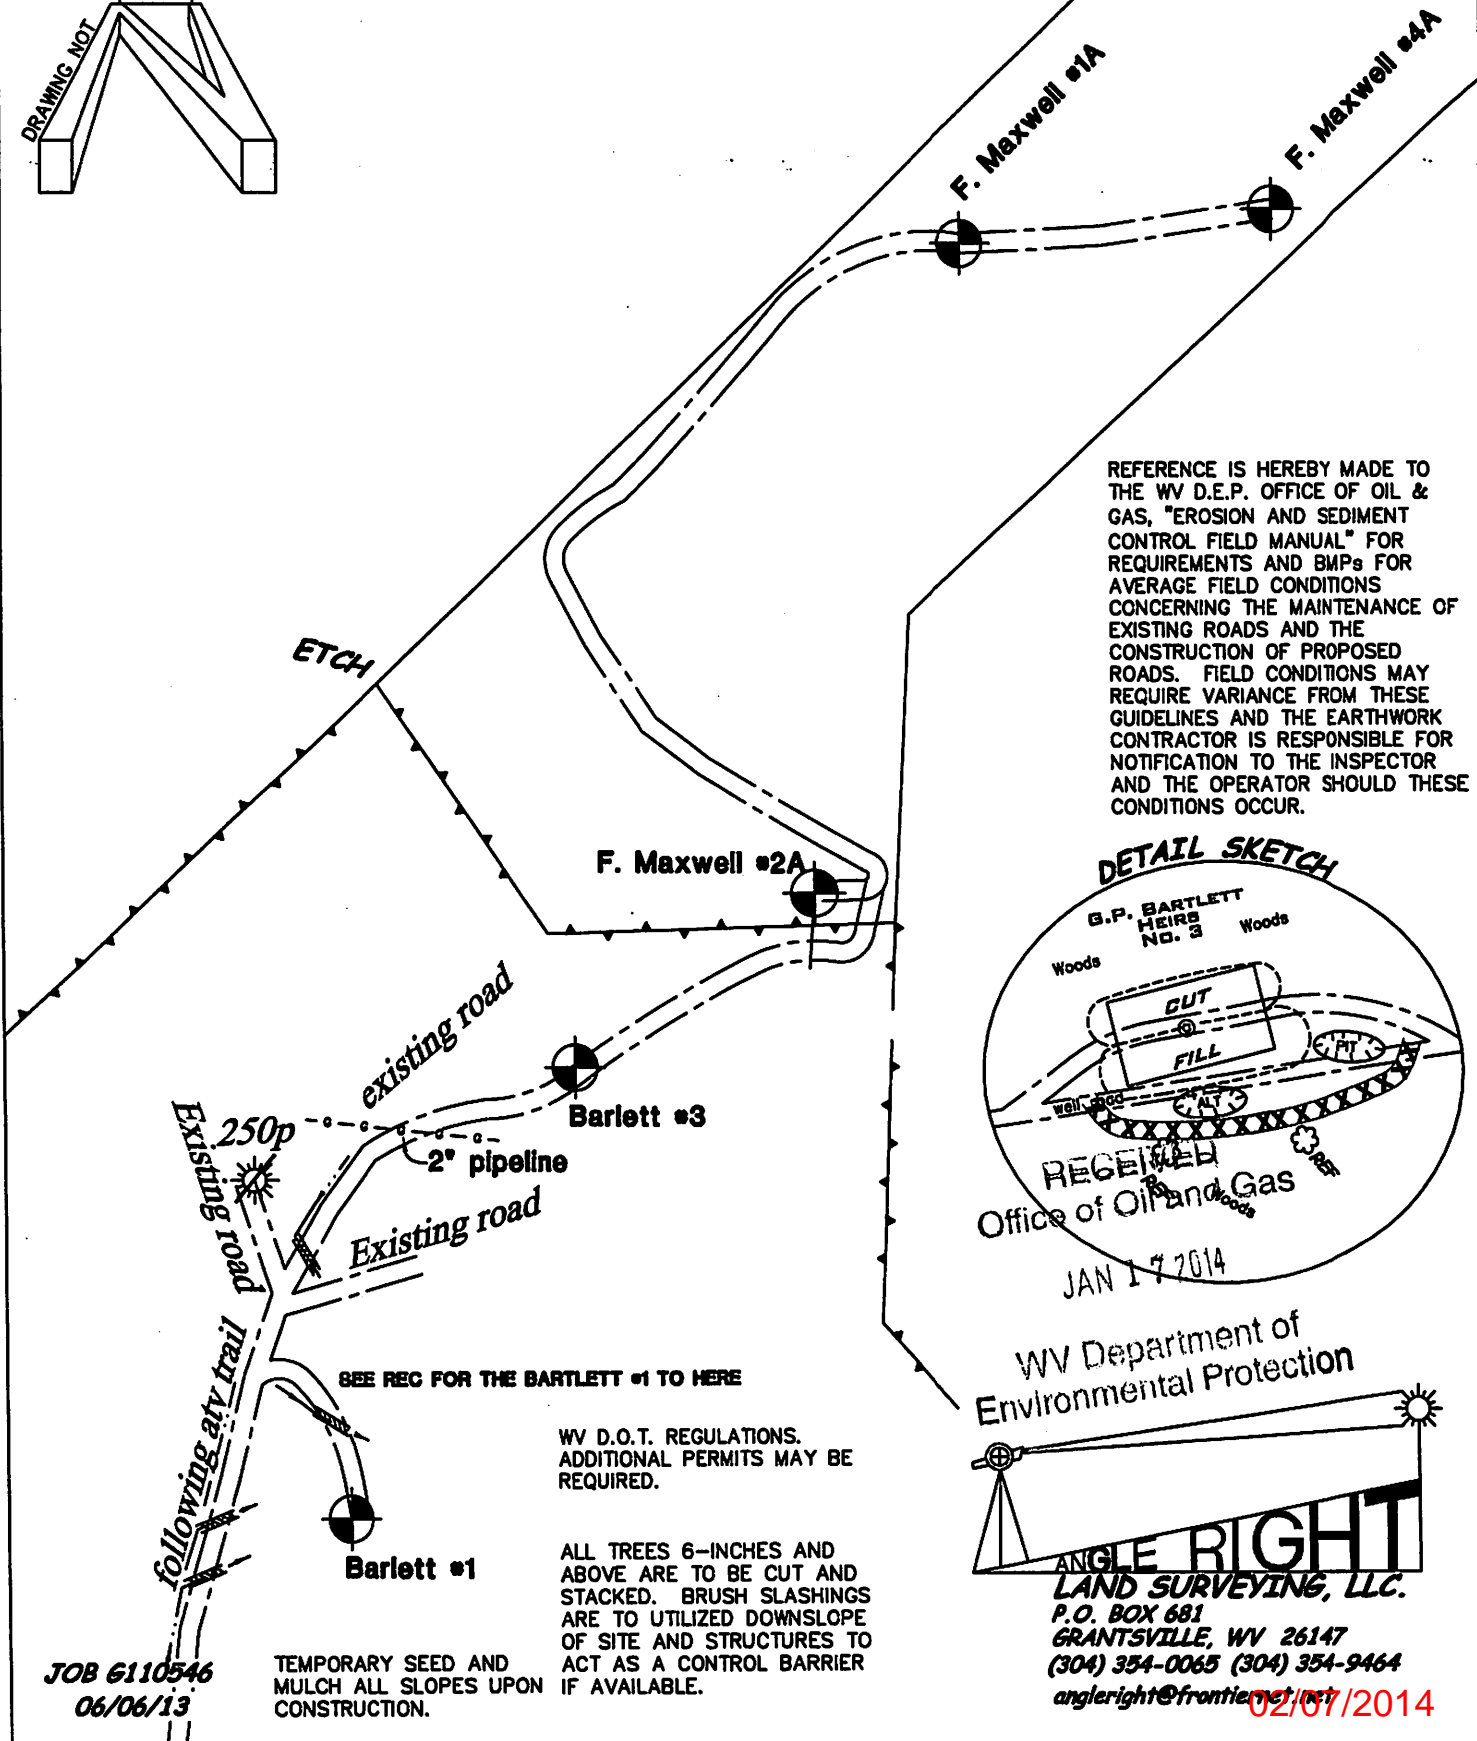 DRAWING NOT
F. Maxwell #1A
F. Maxwell #4A
REFERENCE IS HEREBY MADE TO
THE WV D.E.P. OFFICE OF OIL &
GAS, "EROSION AND SEDIMENT
CONTROL FIELD MANUAL" FOR
REQUIREMENTS AND BMPs FOR
AVERAGE FIELD CONDITIONS
CONCERNING THE MAINTENANCE OF
EXISTING ROADS AND THE
CONSTRUCTION OF PROPOSED
ROADS. FIELD CONDITIONS MAY
REQUIRE VARIANCE FROM THESE
GUIDELINES AND THE EARTHWORK
CONTRACTOR IS RESPONSIBLE FOR
NOTIFICATION TO THE INSPECTOR
AND THE OPERATOR SHOULD THESE
CONDITIONS OCCUR.
ETCH
F. Maxwell #2A
DETAIL SKETCH
G.P. BARTLETT
HEIRS
NO. 3
Woods
Woods
CUT
FILL
PIT
ALT
well road
REF
Woods
RECEIVED
Office of Oil and Gas
JAN 17 2014
WV Department of
Environmental Protection
existing road
Barlett #3
.250p
2" pipeline
Existing road
Existing road
following atv trail
SEE REC FOR THE BARTLETT #1 TO HERE
WV D.O.T. REGULATIONS.
ADDITIONAL PERMITS MAY BE
REQUIRED.
Barlett #1
ALL TREES 6-INCHES AND
ABOVE ARE TO BE CUT AND
STACKED. BRUSH SLASHINGS
ARE TO UTILIZED DOWNSLOPE
OF SITE AND STRUCTURES TO
ACT AS A CONTROL BARRIER
IF AVAILABLE.
TEMPORARY SEED AND
MULCH ALL SLOPES UPON
CONSTRUCTION.
JOB G110546
06/06/13
ANGLE RIGHT
LAND SURVEYING, LLC.
P.O. BOX 681
GRANTSVILLE, WV 26147
(304) 354-0065 (304) 354-9464
angleright@frontiernet.net
02/07/2014